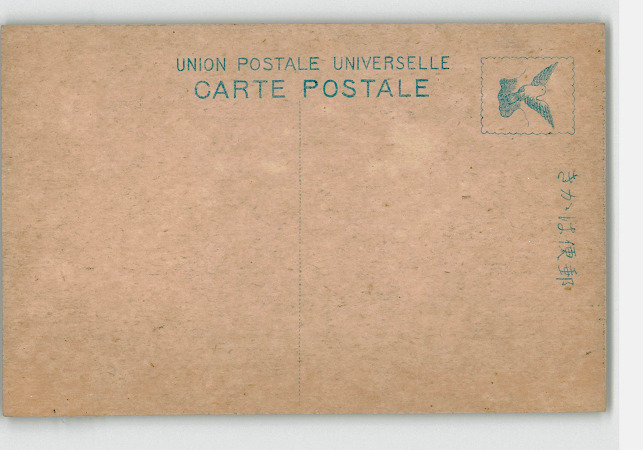 UNION POSTALE UNIVERSELLE
CARTE POSTALE
きかは便郵